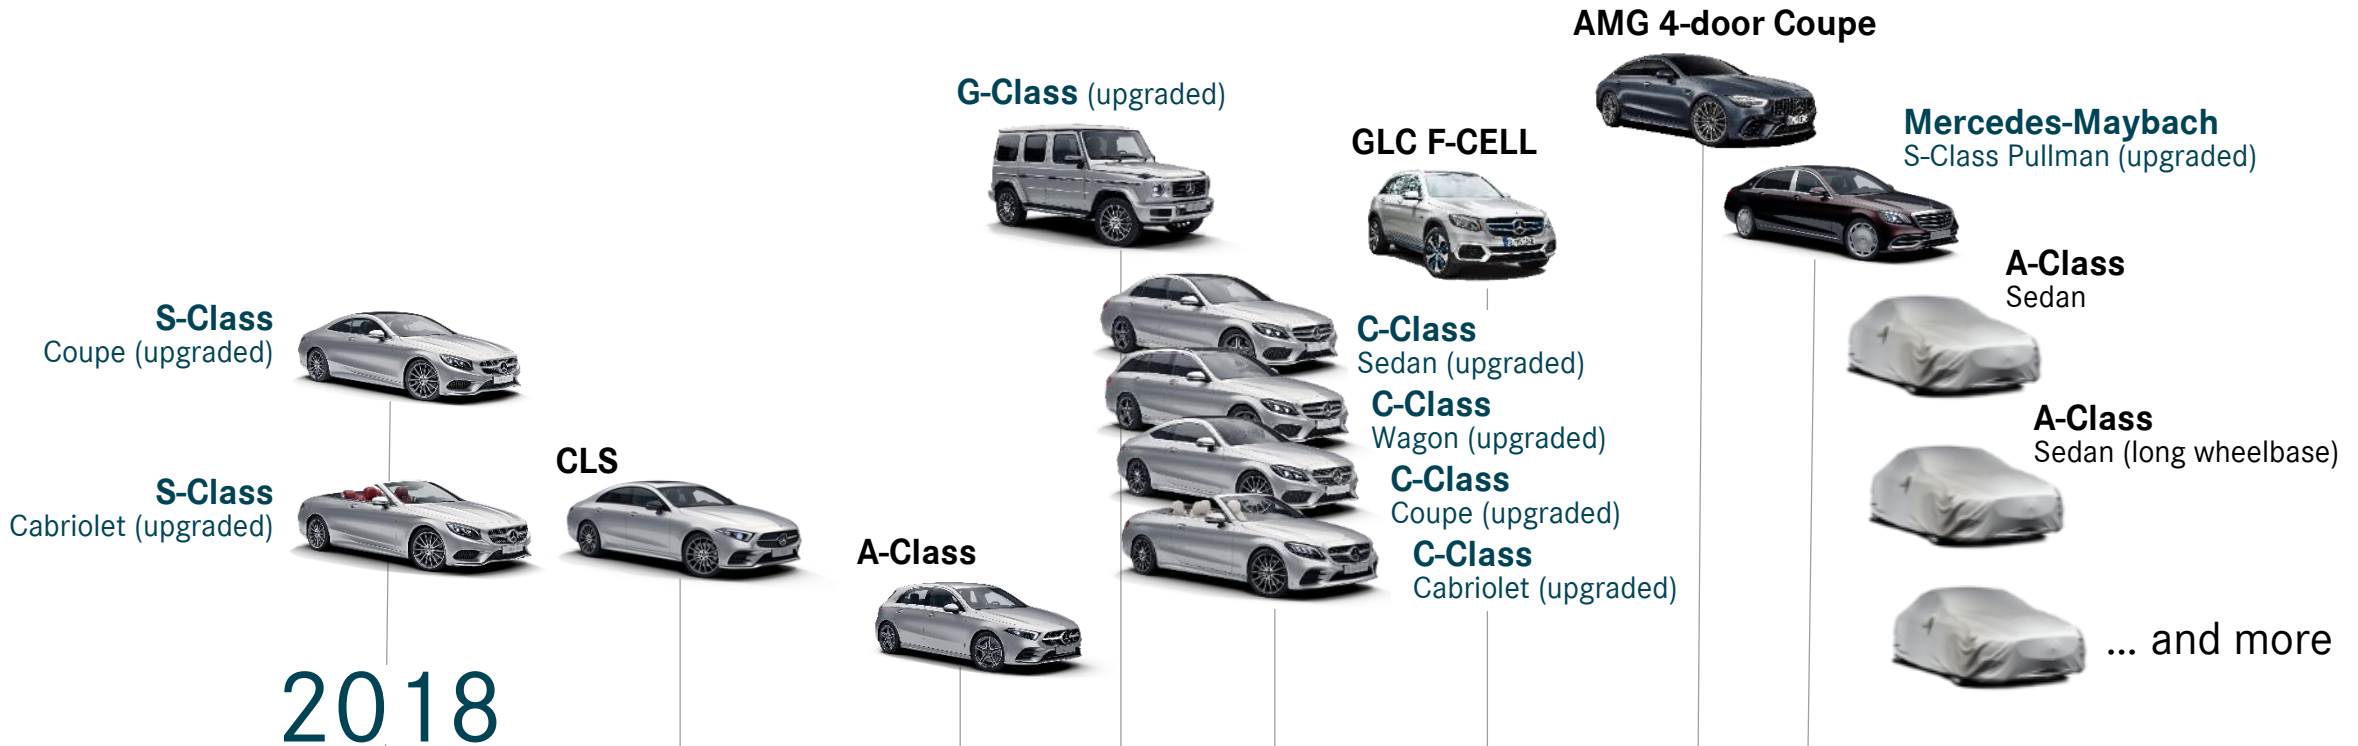 AMG 4-door Coupe
G-Class (upgraded)
GLC F-CELL
Mercedes-Maybach
S-Class Pullman (upgraded)
A-Class
Sedan
S-Class
Coupe (upgraded)
C-Class
Sedan (upgraded)
C-Class
Wagon (upgraded)
A-Class
Sedan (long wheelbase)
CLS
S-Class
Cabriolet (upgraded)
C-Class
Coupe (upgraded)
A-Class
C-Class
Cabriolet (upgraded)
... and more
2018